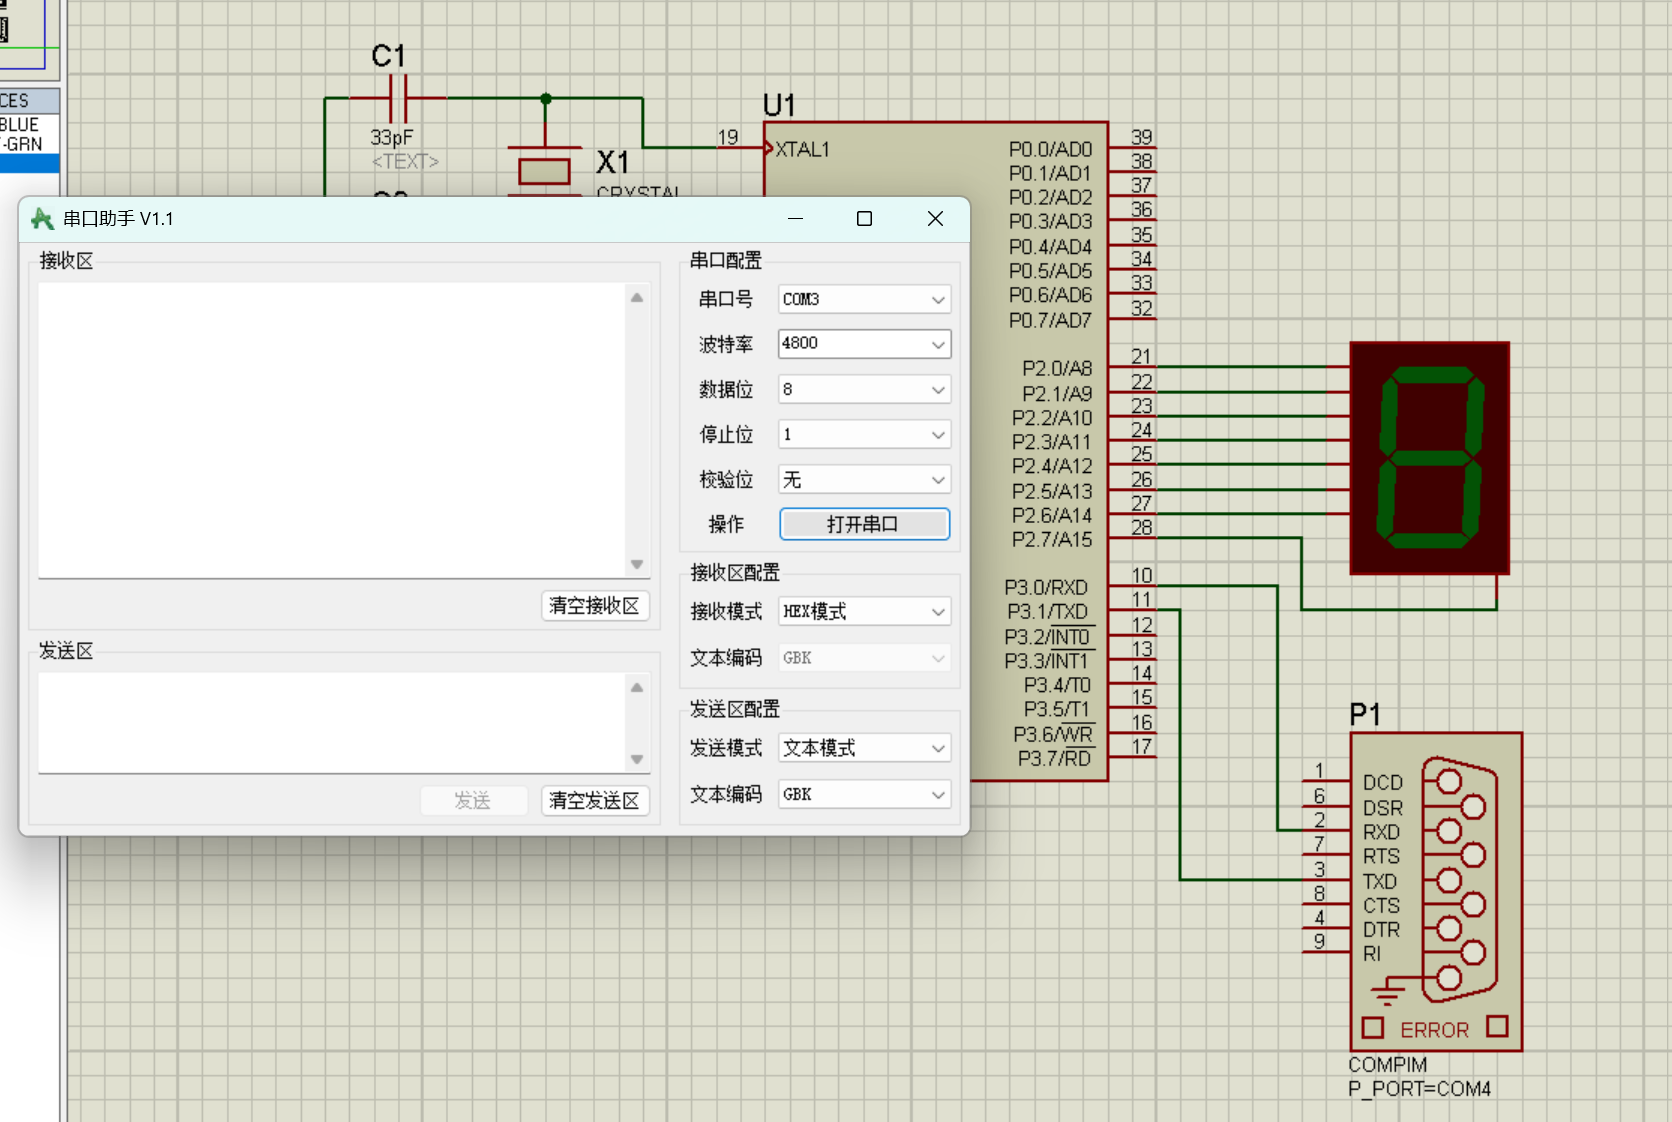 CES
BLUE
-GRN
C1
33pF
<TEXT>
X1
CRYSTAL
U1
19
XTAL1
P0.0/AD0
39
P0.1/AD1
38
P0.2/AD2
37
P0.3/AD3
36
P0.4/AD4
35
P0.5/AD5
34
P0.6/AD6
33
P0.7/AD7
32
P2.0/A8
21
P2.1/A9
22
P2.2/A10
23
P2.3/A11
24
P2.4/A12
25
P2.5/A13
26
P2.6/A14
27
P2.7/A15
28
P3.0/RXD
10
P3.1/TXD
11
P3.2/INT0
12
P3.3/INT1
13
P3.4/T0
14
P3.5/T1
15
P3.6/WR
16
P3.7/RD
17
串口助手 V1.1
接收区
清空接收区
发送区
发送
清空发送区
串口配置
串口号 COM3
波特率 4800
数据位 8
停止位 1
校验位 无
操作 打开串口
接收区配置
接收模式 HEX模式
文本编码 GBK
发送区配置
发送模式 文本模式
文本编码 GBK
P1
1 DCD
6 DSR
2 RXD
7 RTS
3 TXD
8 CTS
4 DTR
9 RI
ERROR
COMPIM
P_PORT=COM4